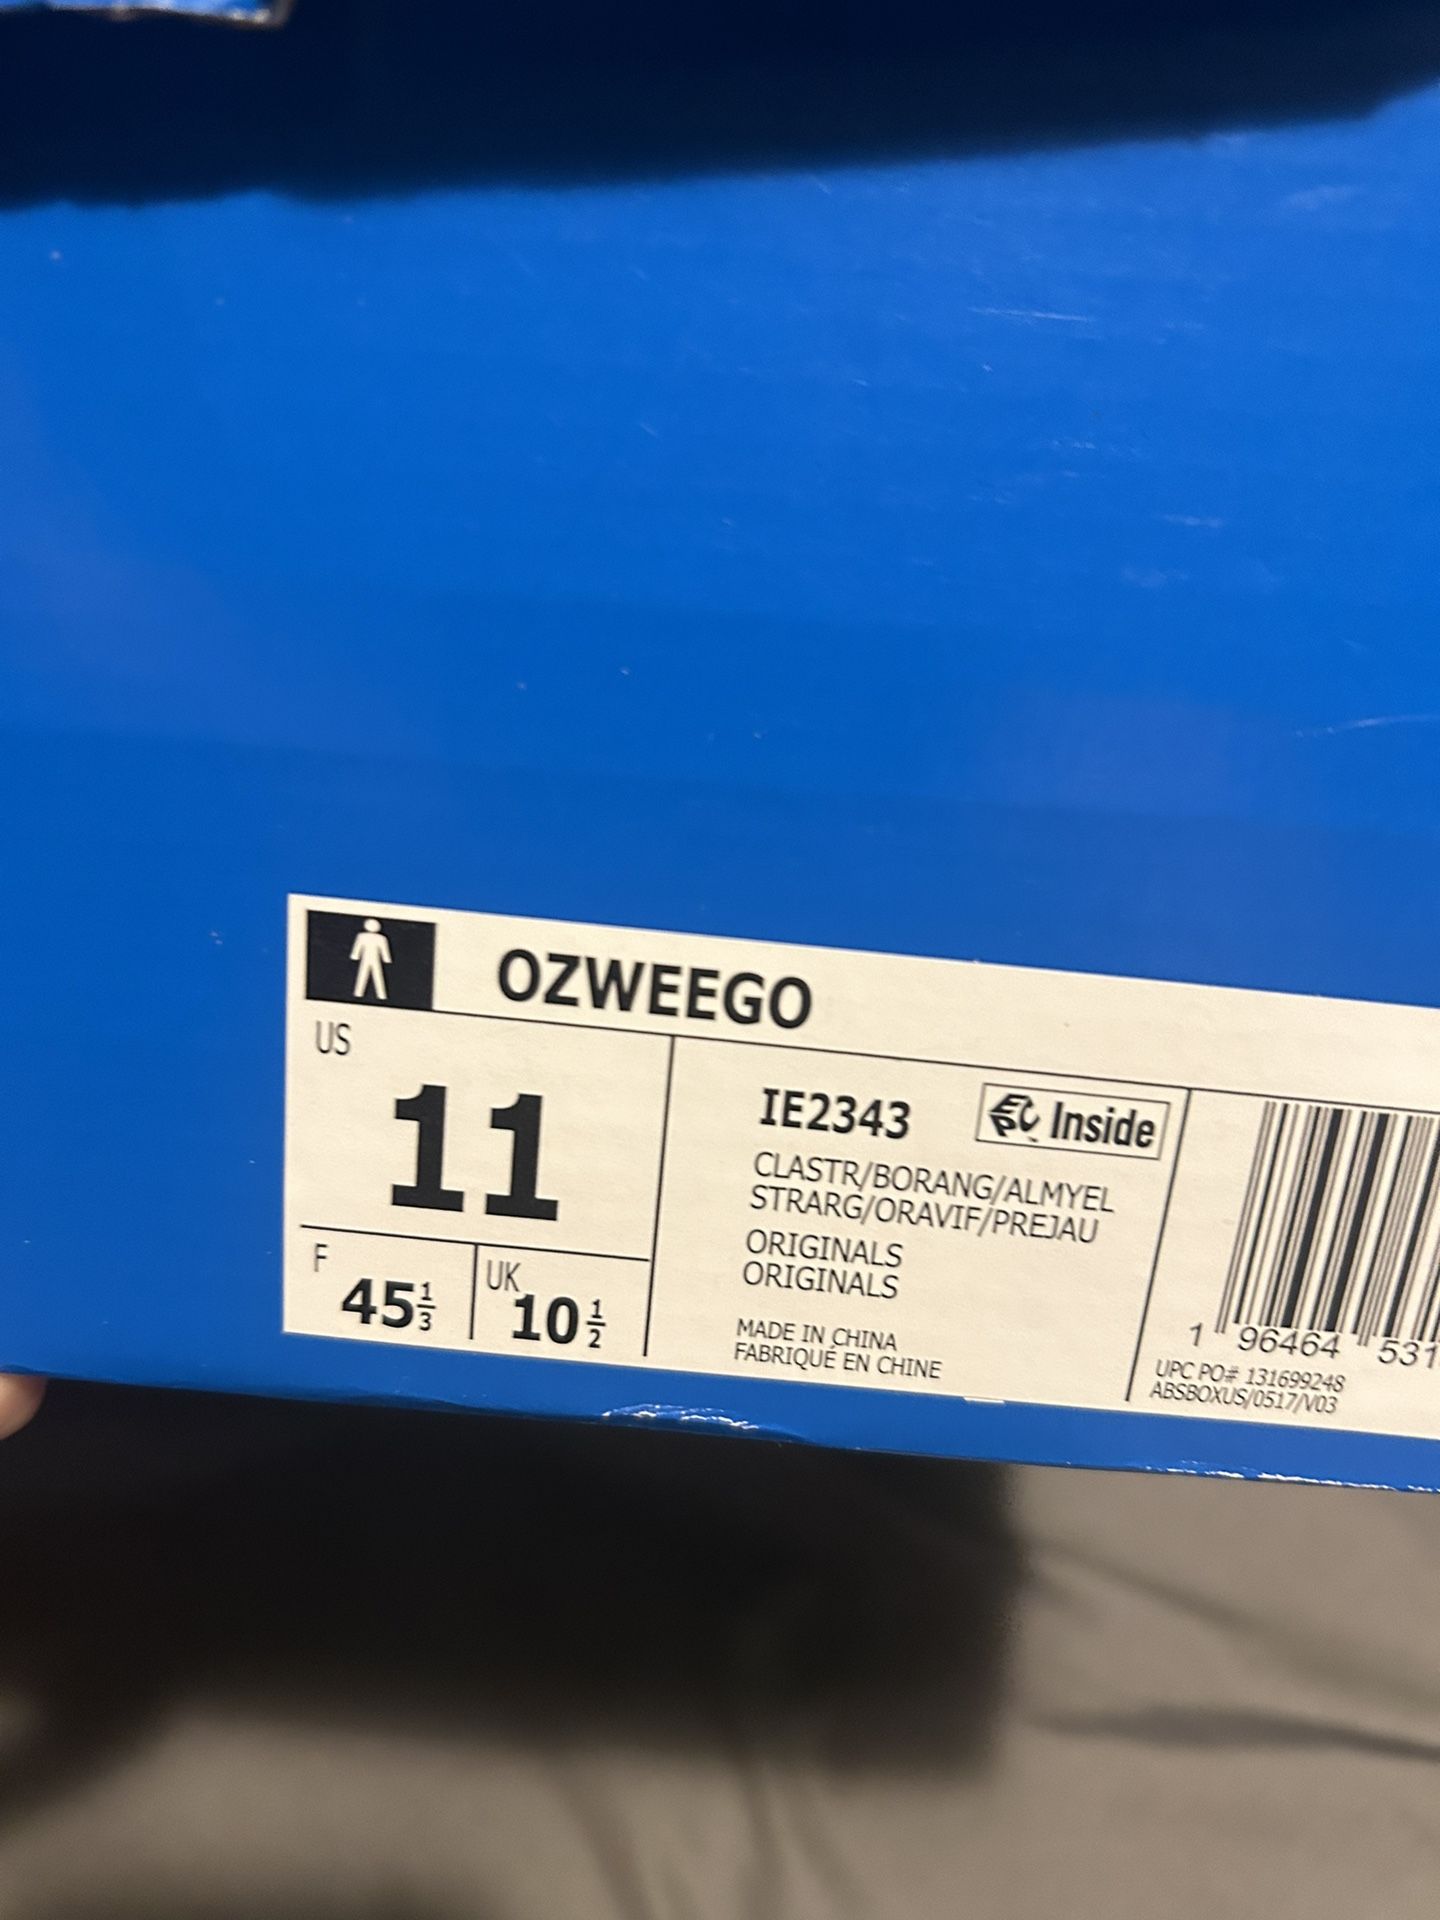 OZWEEGO
US
11
F
45 1/3
UK
10 1/2
IE2343
EPC Inside
CLASTR/BORANG/ALMYEL
STRARG/ORAVIF/PREJAU
ORIGINALS
ORIGINALS
MADE IN CHINA
FABRIQUÉ EN CHINE
1 96464 531
UPC PO# 131699248
ABSBOXUS/0517/V03